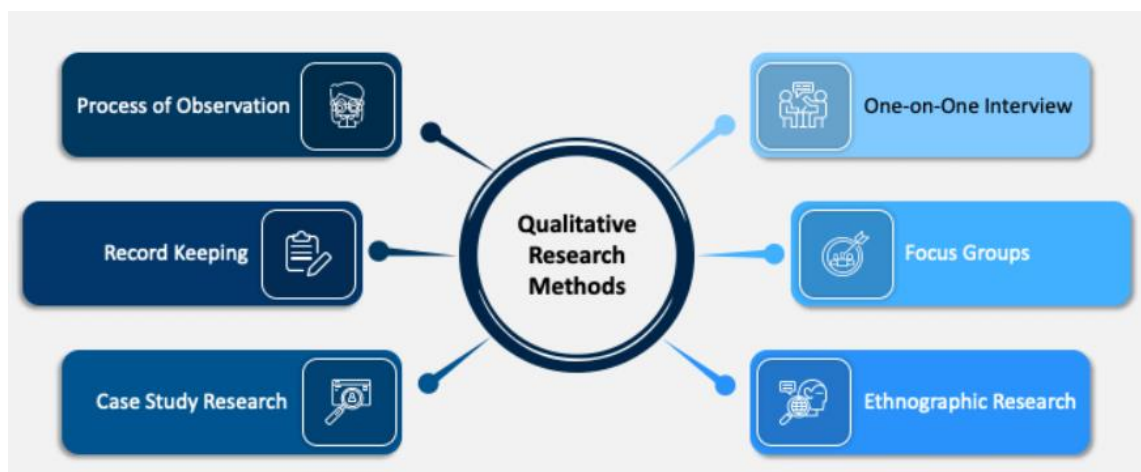 Process of Observation
One-on-One Interview
Qualitative
Research
Methods
Record Keeping
Focus Groups
Case Study Research
Ethnographic Research